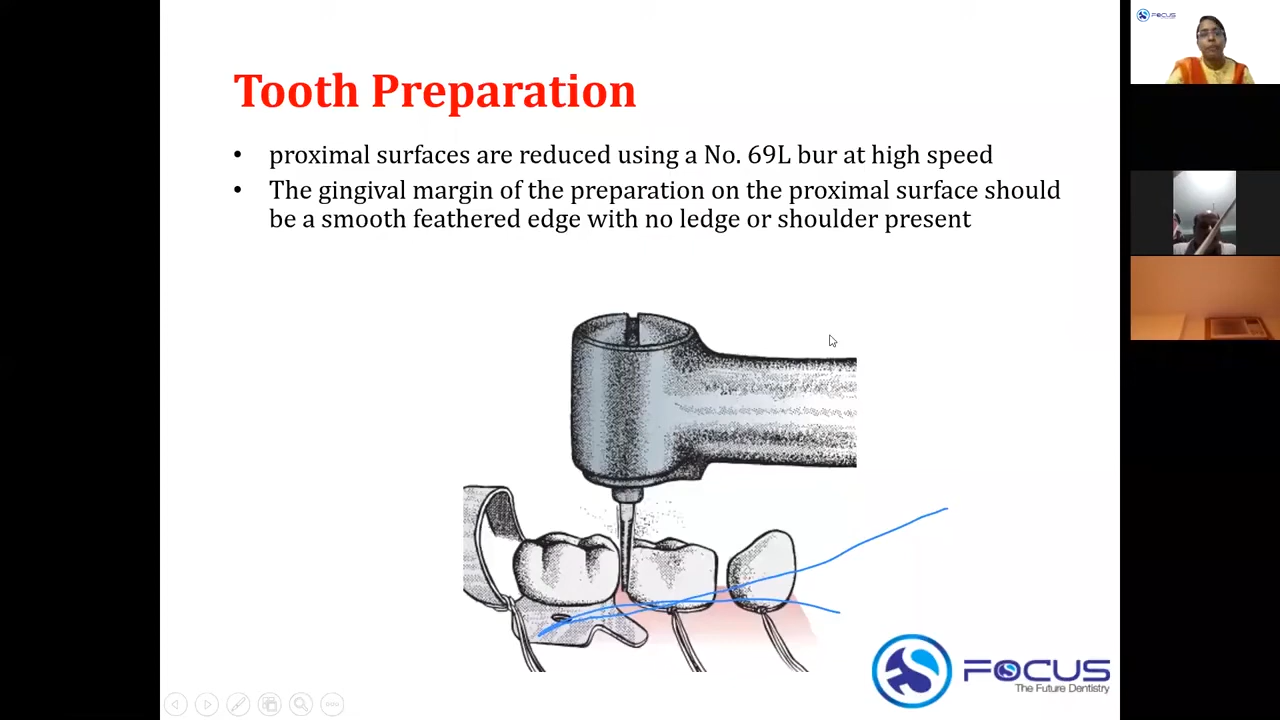 FOCUS
Tooth Preparation
• proximal surfaces are reduced using a No. 69L bur at high speed
• The gingival margin of the preparation on the proximal surface should
be a smooth feathered edge with no ledge or shoulder present
FOCUS
The Future Dentistry